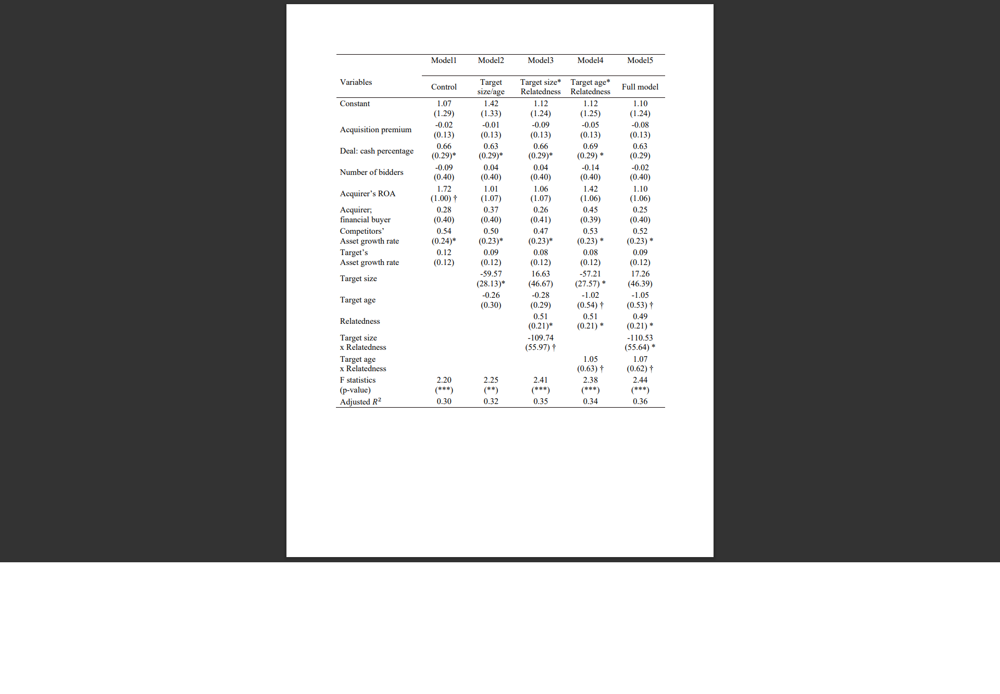 Model1 Model2 Model3 Model4 Model5
Variables
Control Target size/age Target size* Relatedness Target age* Relatedness Full model
Constant 1.07 1.42 1.12 1.12 1.10
(1.29) (1.33) (1.24) (1.25) (1.24)
Acquisition premium
-0.02 -0.01 -0.09 -0.05 -0.08
(0.13) (0.13) (0.13) (0.13) (0.13)
Deal: cash percentage
0.66 0.63 0.66 0.69 0.63
(0.29)* (0.29)* (0.29)* (0.29) * (0.29)
Number of bidders
-0.09 0.04 0.04 -0.14 -0.02
(0.40) (0.40) (0.40) (0.40) (0.40)
Acquirer’s ROA
1.72 1.01 1.06 1.42 1.10
(1.00) † (1.07) (1.07) (1.06) (1.06)
Acquirer; 0.28 0.37 0.26 0.45 0.25
financial buyer (0.40) (0.40) (0.41) (0.39) (0.40)
Competitors’ 0.54 0.50 0.47 0.53 0.52
Asset growth rate (0.24)* (0.23)* (0.23)* (0.23) * (0.23) *
Target’s 0.12 0.09 0.08 0.08 0.09
Asset growth rate (0.12) (0.12) (0.12) (0.12) (0.12)
Target size
-59.57 16.63 -57.21 17.26
(28.13)* (46.67) (27.57) * (46.39)
Target age
-0.26 -0.28 -1.02 -1.05
(0.30) (0.29) (0.54) † (0.53) †
Relatedness
0.51 0.51 0.49
(0.21)* (0.21) * (0.21) *
Target size -109.74 -110.53
x Relatedness (55.97) † (55.64) *
Target age 1.05 1.07
x Relatedness (0.63) † (0.62) †
F statistics 2.20 2.25 2.41 2.38 2.44
(p-value) (***) (**) (***) (***) (***)
Adjusted R² 0.30 0.32 0.35 0.34 0.36